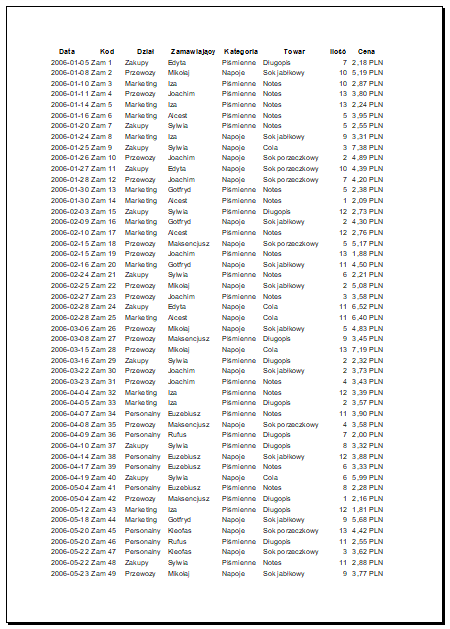 Data Kod Dział Zamawiający Kategoria Towar Ilość Cena
2006-01-05 Zam 1 Zakupy Edyta Piśmienne Długopis 7 2,18 PLN
2006-01-08 Zam 2 Przewozy Mikołaj Napoje Sok jabłkowy 10 5,19 PLN
2006-01-10 Zam 3 Marketing Iza Piśmienne Notes 10 2,87 PLN
2006-01-11 Zam 4 Przewozy Joachim Piśmienne Notes 13 3,80 PLN
2006-01-14 Zam 5 Marketing Iza Piśmienne Notes 13 2,24 PLN
2006-01-16 Zam 6 Marketing Alcest Piśmienne Notes 5 3,95 PLN
2006-01-20 Zam 7 Zakupy Sylwia Piśmienne Notes 5 2,55 PLN
2006-01-24 Zam 8 Marketing Iza Napoje Sok jabłkowy 9 3,31 PLN
2006-01-25 Zam 9 Zakupy Sylwia Napoje Cola 3 7,38 PLN
2006-01-26 Zam 10 Przewozy Joachim Napoje Sok porzeczkowy 2 4,89 PLN
2006-01-27 Zam 11 Zakupy Edyta Napoje Sok porzeczkowy 10 4,39 PLN
2006-01-28 Zam 12 Przewozy Joachim Napoje Sok porzeczkowy 7 4,20 PLN
2006-01-30 Zam 13 Marketing Gotfryd Piśmienne Notes 5 2,38 PLN
2006-01-30 Zam 14 Marketing Alcest Piśmienne Notes 1 2,09 PLN
2006-02-03 Zam 15 Zakupy Sylwia Piśmienne Długopis 12 2,73 PLN
2006-02-09 Zam 16 Marketing Gotfryd Napoje Sok jabłkowy 2 4,30 PLN
2006-02-10 Zam 17 Marketing Alcest Piśmienne Notes 12 2,76 PLN
2006-02-15 Zam 18 Przewozy Maksencjusz Napoje Sok porzeczkowy 5 5,17 PLN
2006-02-15 Zam 19 Przewozy Joachim Piśmienne Notes 13 1,88 PLN
2006-02-16 Zam 20 Marketing Gotfryd Napoje Sok jabłkowy 11 4,50 PLN
2006-02-24 Zam 21 Zakupy Sylwia Piśmienne Notes 6 2,21 PLN
2006-02-25 Zam 22 Przewozy Mikołaj Napoje Sok jabłkowy 2 5,08 PLN
2006-02-27 Zam 23 Przewozy Joachim Piśmienne Notes 3 3,58 PLN
2006-02-28 Zam 24 Zakupy Edyta Napoje Cola 11 6,52 PLN
2006-02-28 Zam 25 Marketing Alcest Napoje Cola 11 6,40 PLN
2006-03-06 Zam 26 Przewozy Mikołaj Napoje Sok jabłkowy 5 4,83 PLN
2006-03-08 Zam 27 Przewozy Maksencjusz Piśmienne Długopis 9 3,45 PLN
2006-03-15 Zam 28 Przewozy Mikołaj Napoje Cola 13 7,19 PLN
2006-03-16 Zam 29 Zakupy Sylwia Piśmienne Długopis 2 2,32 PLN
2006-03-22 Zam 30 Przewozy Joachim Napoje Sok jabłkowy 2 3,73 PLN
2006-03-23 Zam 31 Przewozy Joachim Piśmienne Notes 4 3,43 PLN
2006-04-04 Zam 32 Marketing Iza Piśmienne Notes 12 3,39 PLN
2006-04-05 Zam 33 Marketing Iza Piśmienne Długopis 2 3,57 PLN
2006-04-07 Zam 34 Personalny Euzebiusz Piśmienne Notes 11 3,90 PLN
2006-04-08 Zam 35 Przewozy Maksencjusz Napoje Sok porzeczkowy 4 3,58 PLN
2006-04-09 Zam 36 Personalny Rufus Piśmienne Długopis 7 2,00 PLN
2006-04-10 Zam 37 Zakupy Sylwia Piśmienne Długopis 8 3,32 PLN
2006-04-14 Zam 38 Personalny Euzebiusz Napoje Sok jabłkowy 12 3,88 PLN
2006-04-17 Zam 39 Personalny Euzebiusz Piśmienne Notes 6 3,33 PLN
2006-04-19 Zam 40 Zakupy Sylwia Napoje Cola 6 5,99 PLN
2006-05-04 Zam 41 Personalny Euzebiusz Piśmienne Notes 8 2,28 PLN
2006-05-04 Zam 42 Przewozy Maksencjusz Piśmienne Długopis 1 2,16 PLN
2006-05-12 Zam 43 Marketing Iza Piśmienne Długopis 12 1,81 PLN
2006-05-18 Zam 44 Marketing Gotfryd Napoje Sok jabłkowy 9 5,68 PLN
2006-05-20 Zam 45 Personalny Kleofas Napoje Sok porzeczkowy 13 4,42 PLN
2006-05-20 Zam 46 Personalny Rufus Piśmienne Długopis 11 2,55 PLN
2006-05-22 Zam 47 Personalny Kleofas Napoje Sok porzeczkowy 3 3,62 PLN
2006-05-22 Zam 48 Zakupy Sylwia Piśmienne Notes 11 2,88 PLN
2006-05-23 Zam 49 Przewozy Mikołaj Napoje Sok jabłkowy 9 3,77 PLN